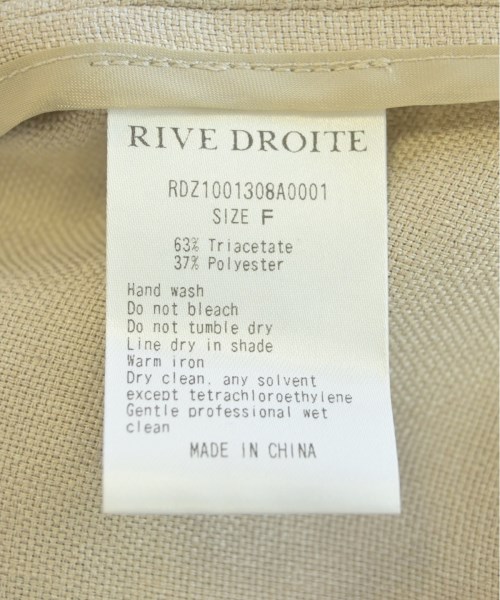 RIVE DROITE
RDZ1001308A0001
SIZE F
63% Triacetate
37% Polyester
Hand wash
Do not bleach
Do not tumble dry
Line dry in shade
Warm iron
Dry clean. any solvent
except tetrachloroethylene
Gentle professional wet
clean
MADE IN CHINA